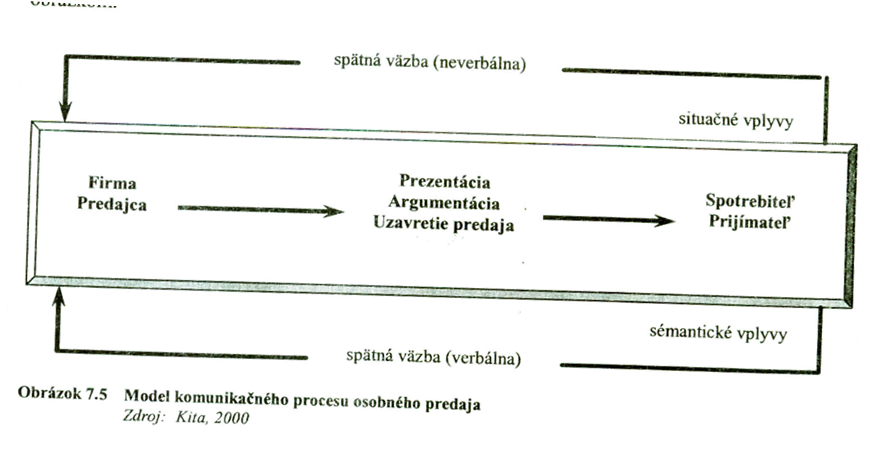 spätná väzba (neverbálna)
situačné vplyvy
Firma
Predajca
Prezentácia
Argumentácia
Uzavretie predaja
Spotrebiteľ
Prijímateľ
sémantické vplyvy
spätná väzba (verbálna)
Obrázok 7.5 Model komunikačného procesu osobného predaja
Zdroj: Kita, 2000